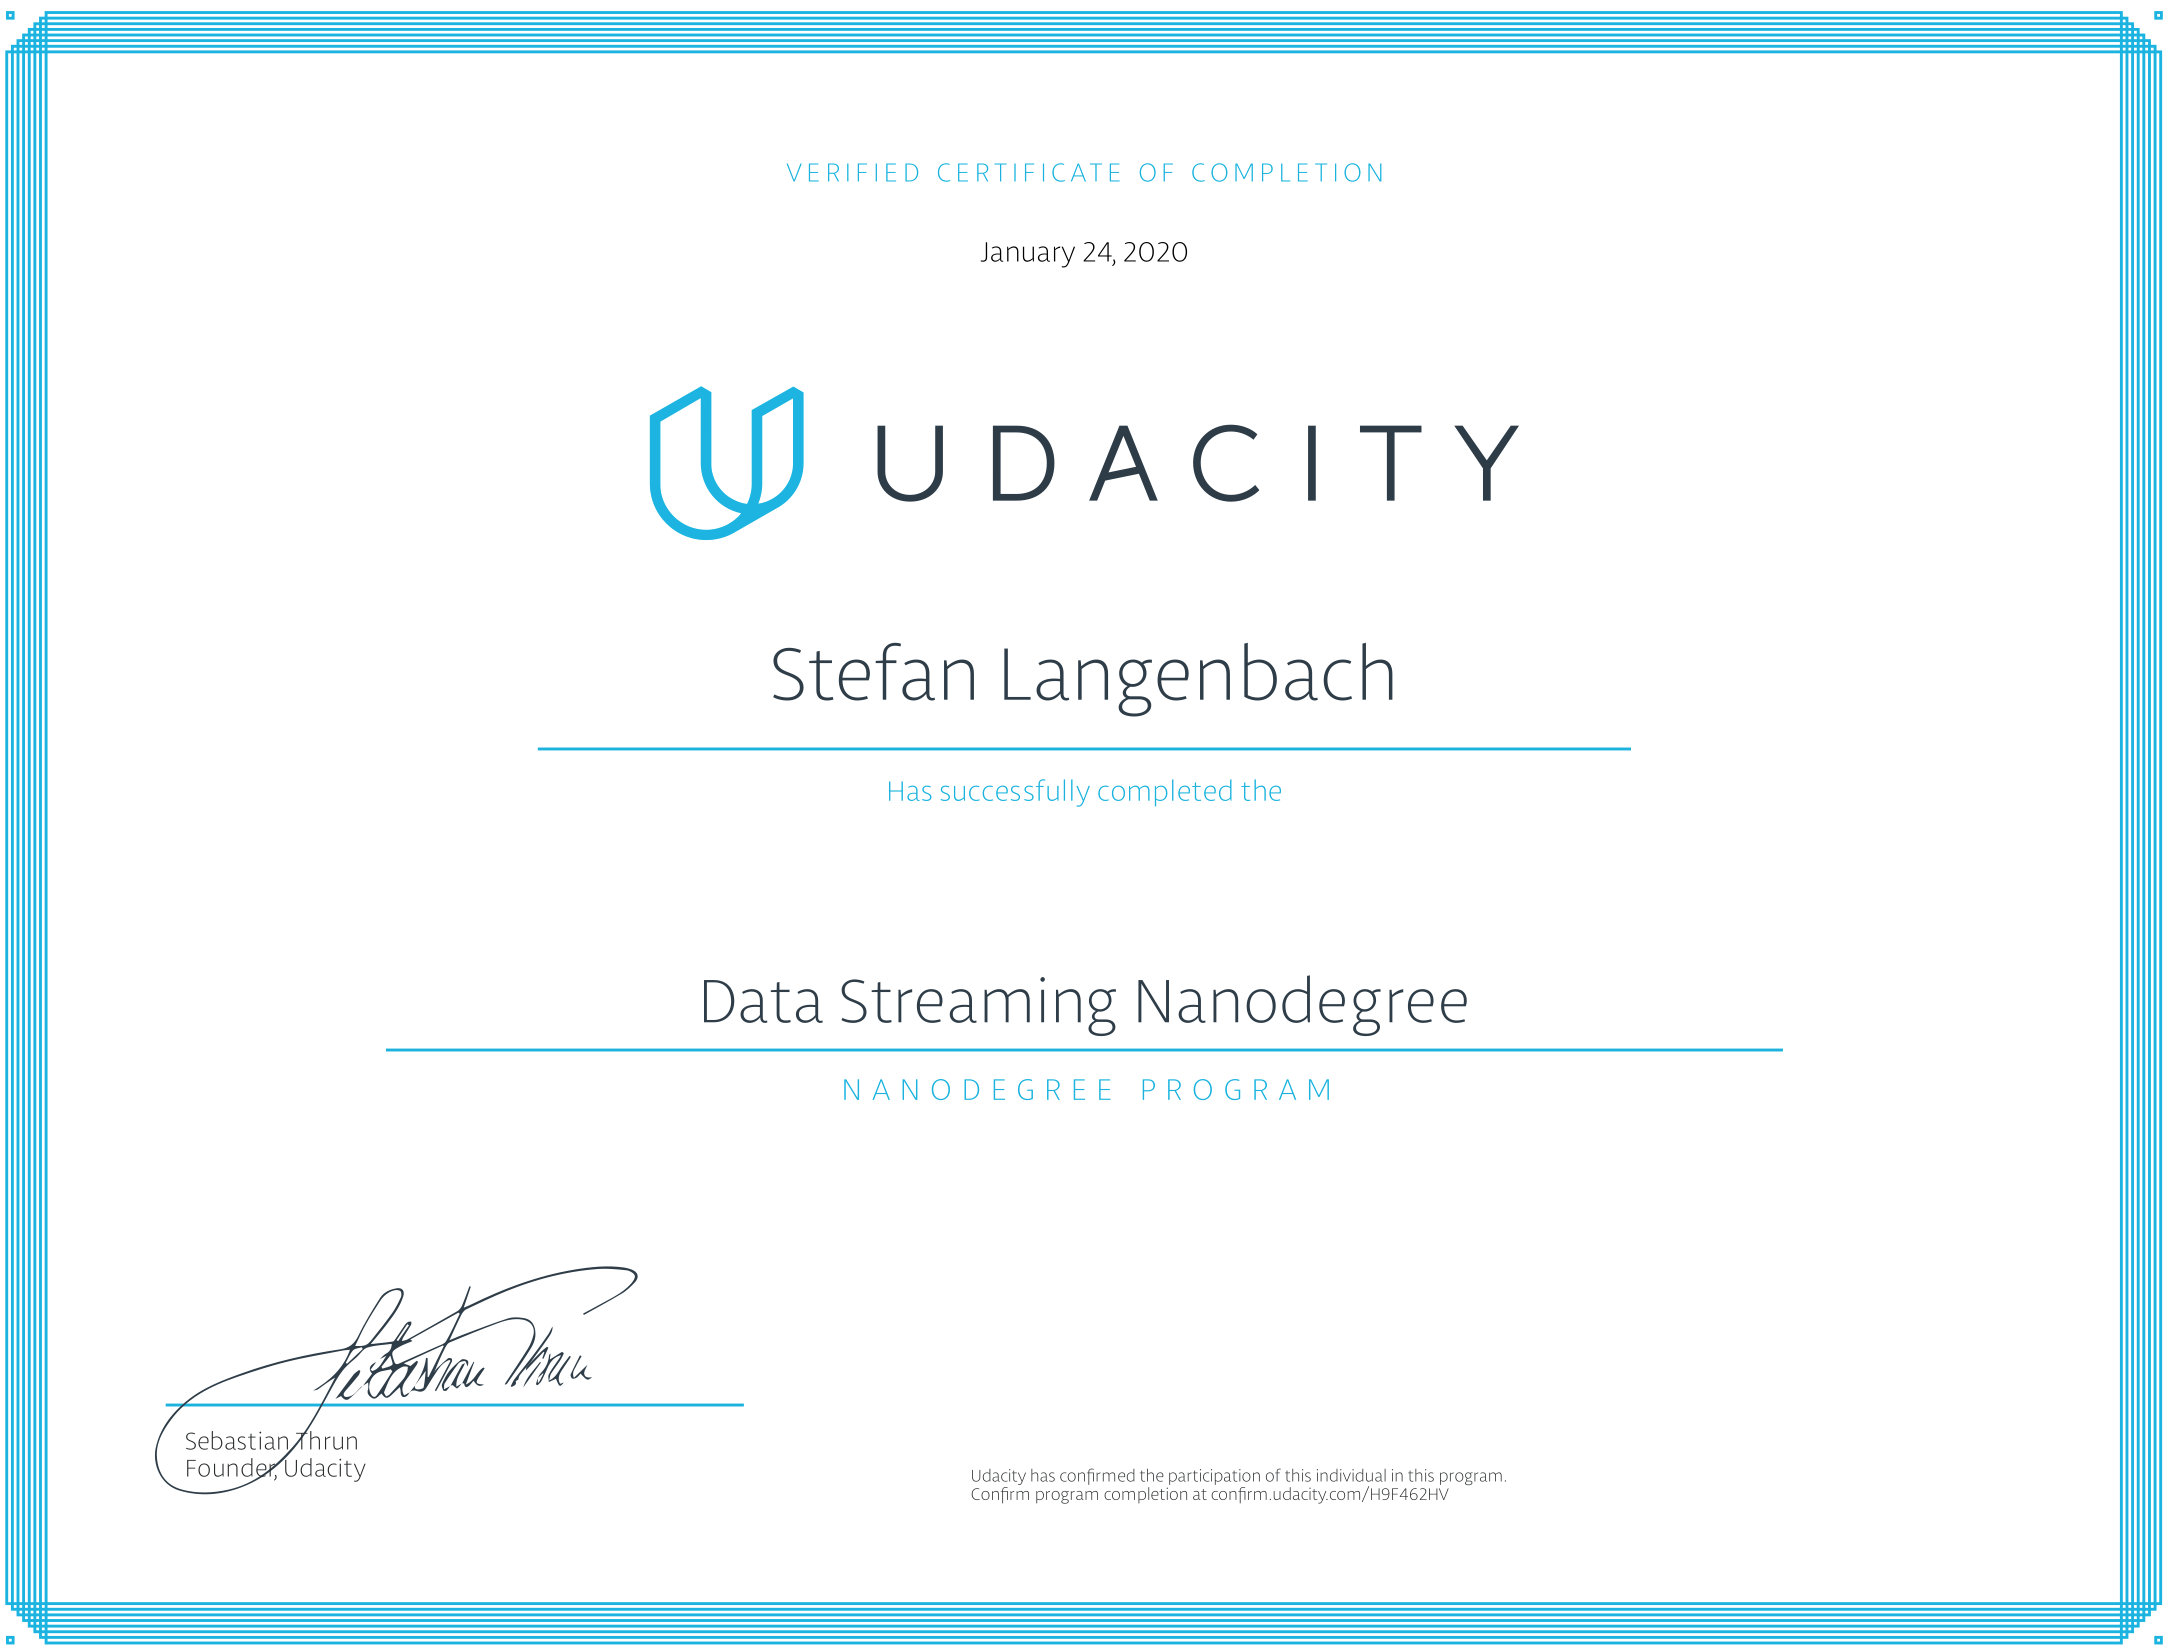 VERIFIED CERTIFICATE OF COMPLETION
January 24, 2020
UDACITY
Stefan Langenbach
Has successfully completed the
Data Streaming Nanodegree
NANODEGREE PROGRAM
Sebastian Thrun
Sebastian Thrun
Founder, Udacity
Udacity has confirmed the participation of this individual in this program.
Confirm program completion at confirm.udacity.com/H9F462HV